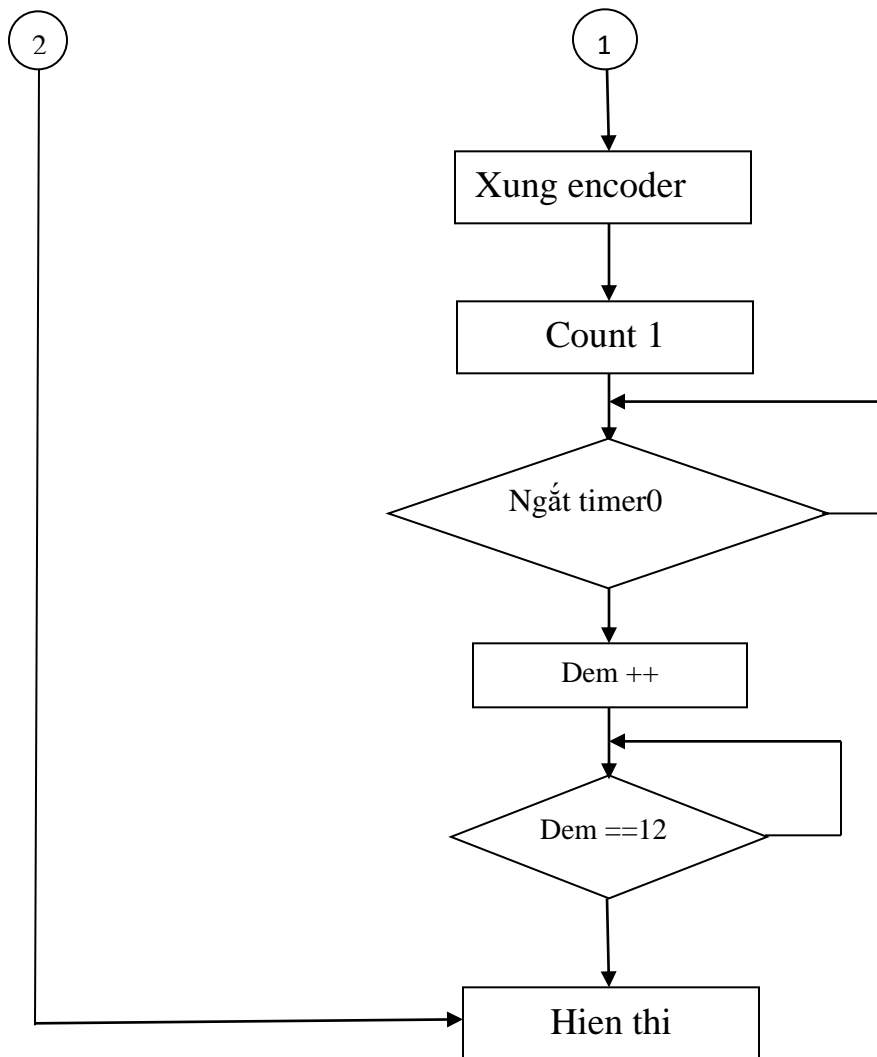 2
1
Xung encoder
Count 1
Ngắt timer0
Dem ++
Dem ==12
Hien thi